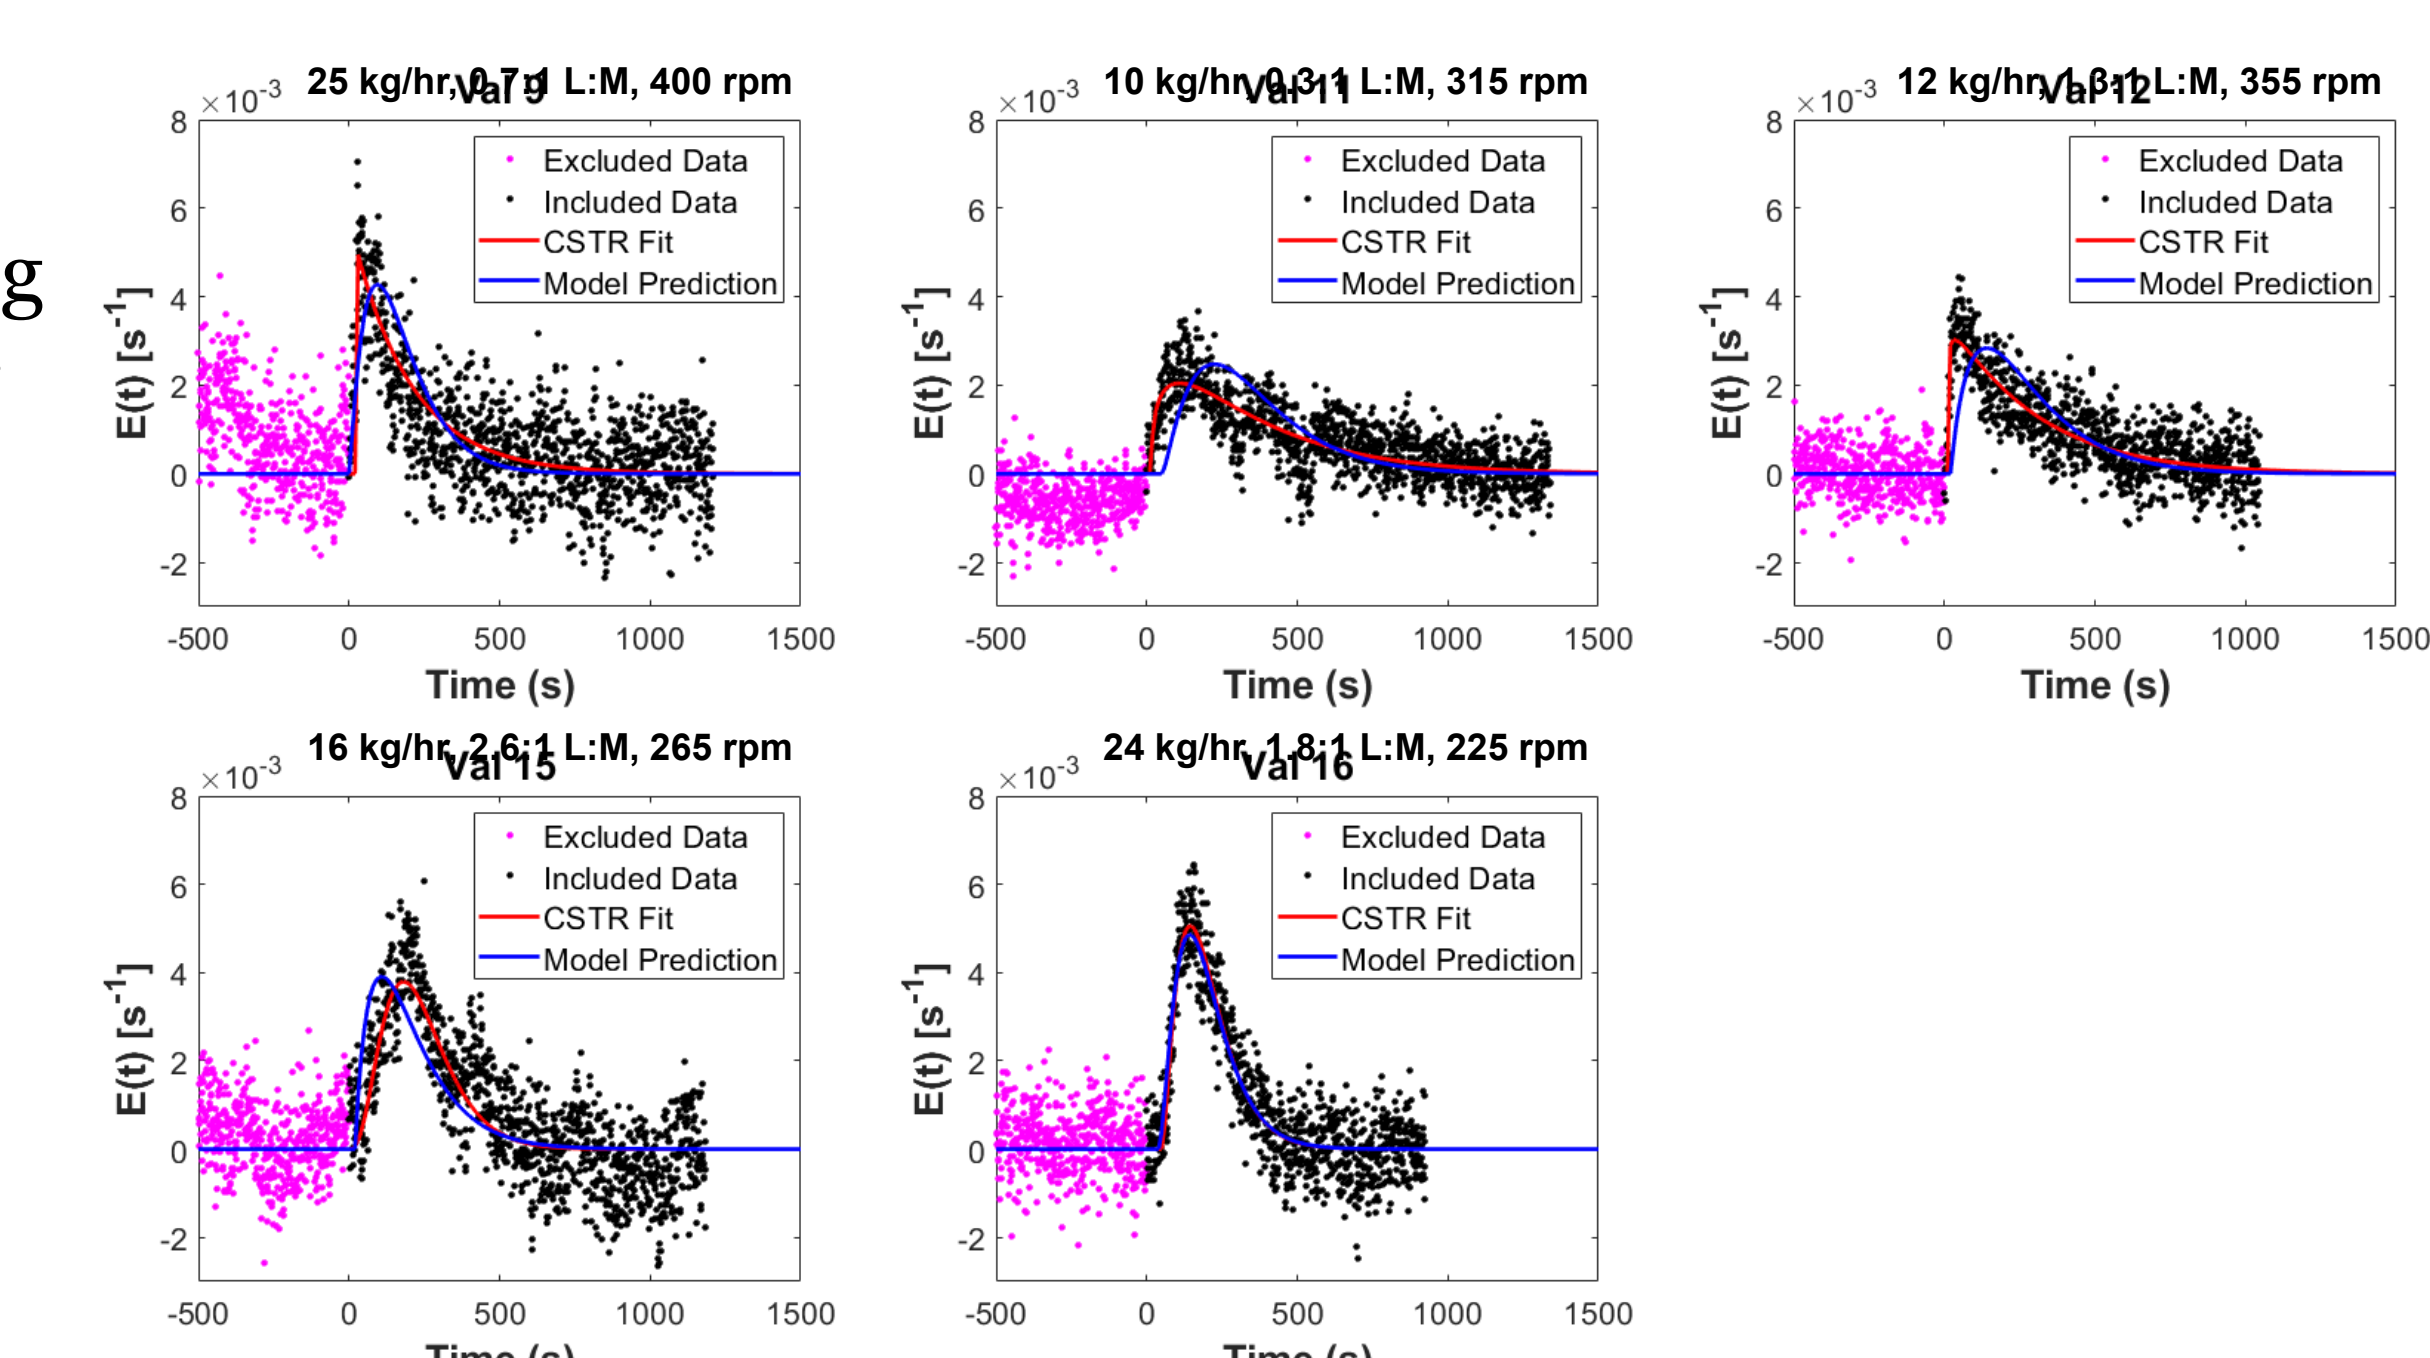 g
25 kg/hr, 0.7:1 L:M, 400 rpm
Val 9
×10-3
8
6
4
2
0
-2
E(t) [s-1]
Excluded Data
Included Data
CSTR Fit
Model Prediction
-500 0 500 1000 1500
Time (s)
10 kg/hr, 0.3:1 L:M, 315 rpm
Val 11
×10-3
8
6
4
2
0
-2
E(t) [s-1]
Excluded Data
Included Data
CSTR Fit
Model Prediction
-500 0 500 1000 1500
Time (s)
12 kg/hr, 1.3:1 L:M, 355 rpm
Val 12
×10-3
8
6
4
2
0
-2
E(t) [s-1]
Excluded Data
Included Data
CSTR Fit
Model Prediction
-500 0 500 1000 1500
Time (s)
16 kg/hr, 2.6:1 L:M, 265 rpm
Val 15
×10-3
8
6
4
2
0
-2
E(t) [s-1]
Excluded Data
Included Data
CSTR Fit
Model Prediction
-500 0 500 1000 1500
Time (s)
24 kg/hr, 1.8:1 L:M, 225 rpm
Val 16
×10-3
8
6
4
2
0
-2
E(t) [s-1]
Excluded Data
Included Data
CSTR Fit
Model Prediction
-500 0 500 1000 1500
Time (s)